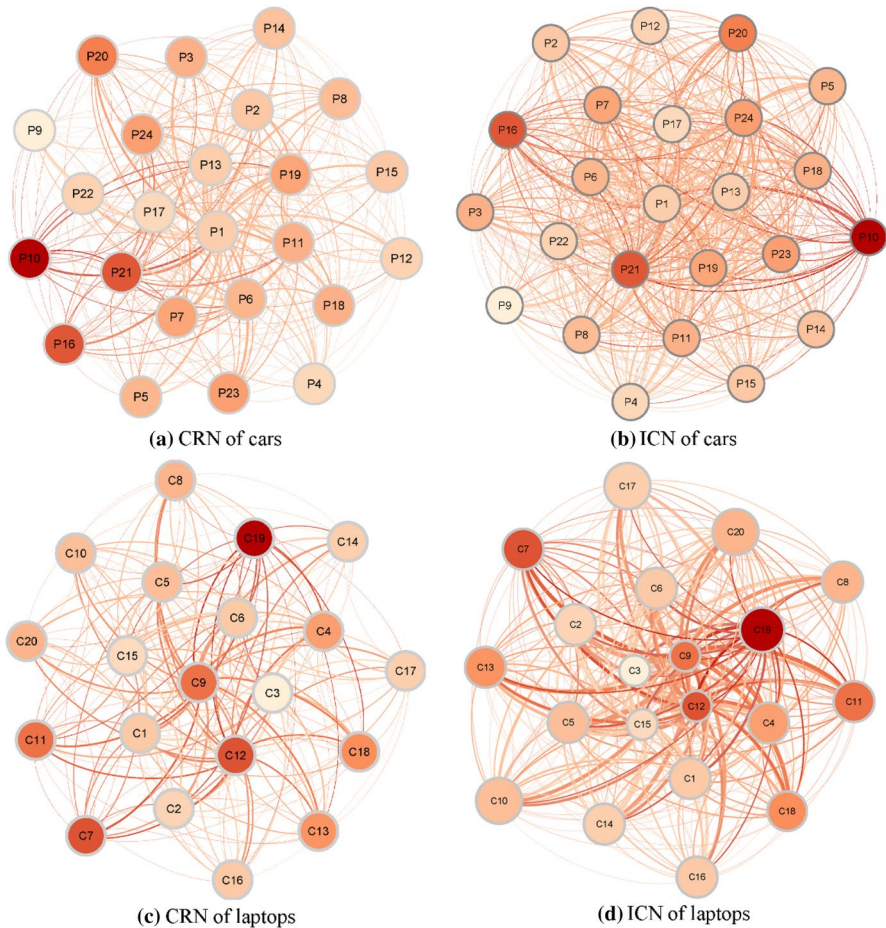 P14
P20
P3
P2
P8
P9
P24
P13
P19
P15
P22
P17
P1
P11
P12
P10
P21
P6
P7
P18
P16
P5
P23
P4
(a) CRN of cars
P12
P20
P2
P5
P7
P17
P24
P16
P6
P18
P1
P13
P3
P22
P10
P21
P19
P23
P9
P8
P11
P14
P15
P4
(b) ICN of cars
C8
C19
C14
C10
C5
C6
C4
C20
C15
C17
C9
C3
C11
C1
C12
C18
C2
C7
C13
C16
(c) CRN of laptops
C17
C20
C7
C6
C8
C2
C19
C13
C3
C9
C11
C12
C5
C15
C4
C1
C10
C18
C14
C16
(d) ICN of laptops